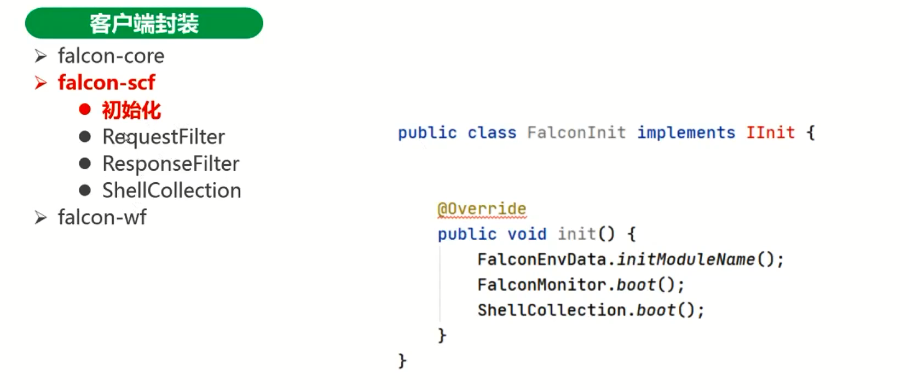 客户端封装
falcon-core
falcon-scf
初始化
RequestFilter
ResponseFilter
ShellCollection
falcon-wf
public class FalconInit implements IInit {
@Override
public void init() {
FalconEnvData.initModuleName();
FalconMonitor.boot();
ShellCollection.boot();
}
}